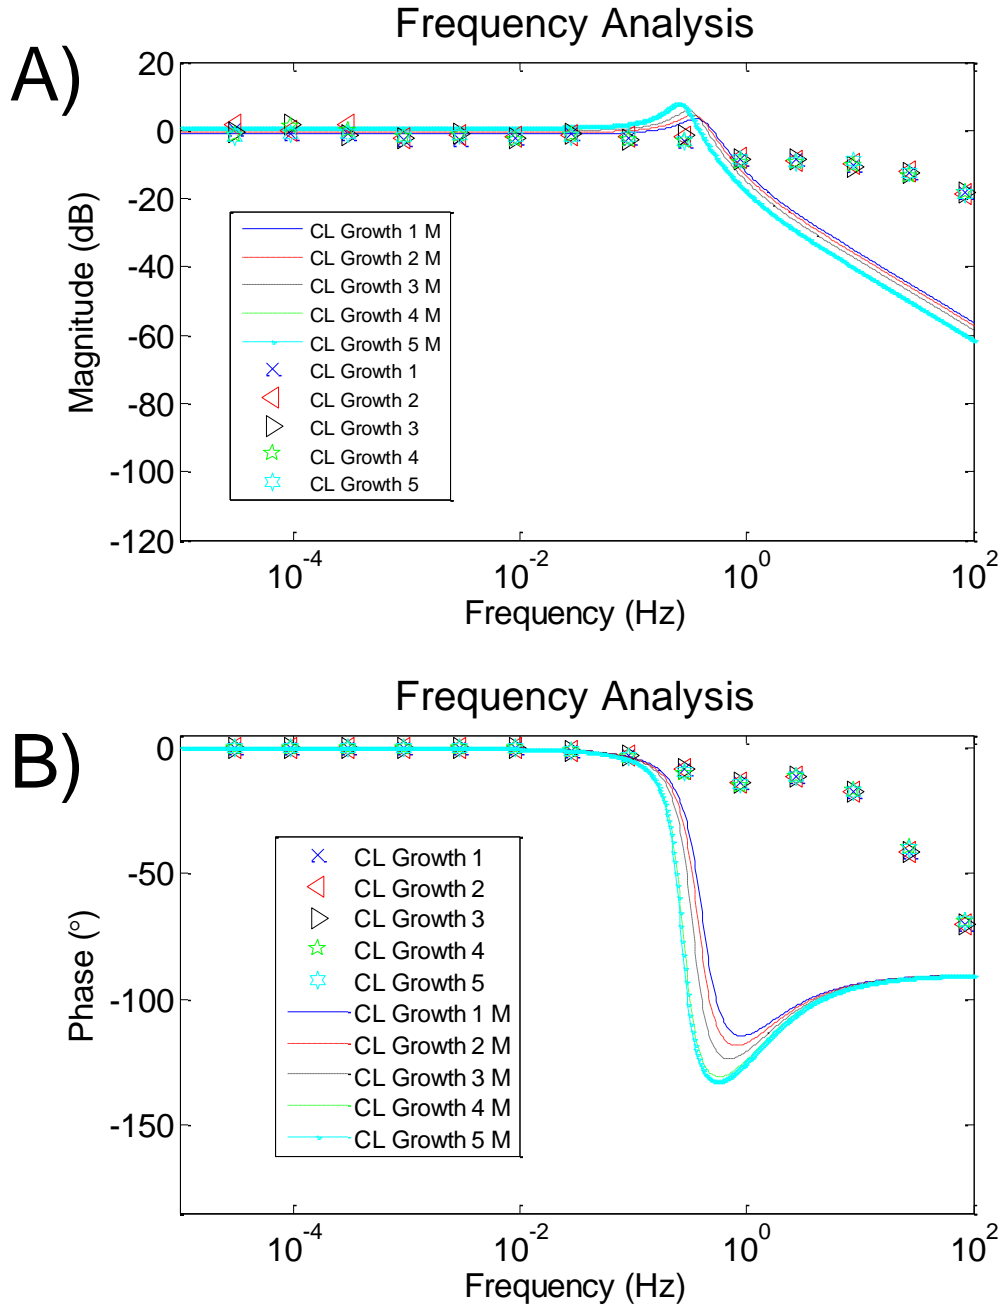 A)
Frequency Analysis
Magnitude (dB)
20
0
-20
-40
-60
-80
-100
-120
CL Growth 1 M
CL Growth 2 M
CL Growth 3 M
CL Growth 4 M
CL Growth 5 M
CL Growth 1
CL Growth 2
CL Growth 3
CL Growth 4
CL Growth 5
10^-4
10^-2
10^0
10^2
Frequency (Hz)
B)
Frequency Analysis
Phase (°)
0
-50
-100
-150
CL Growth 1
CL Growth 2
CL Growth 3
CL Growth 4
CL Growth 5
CL Growth 1 M
CL Growth 2 M
CL Growth 3 M
CL Growth 4 M
CL Growth 5 M
10^-4
10^-2
10^0
10^2
Frequency (Hz)